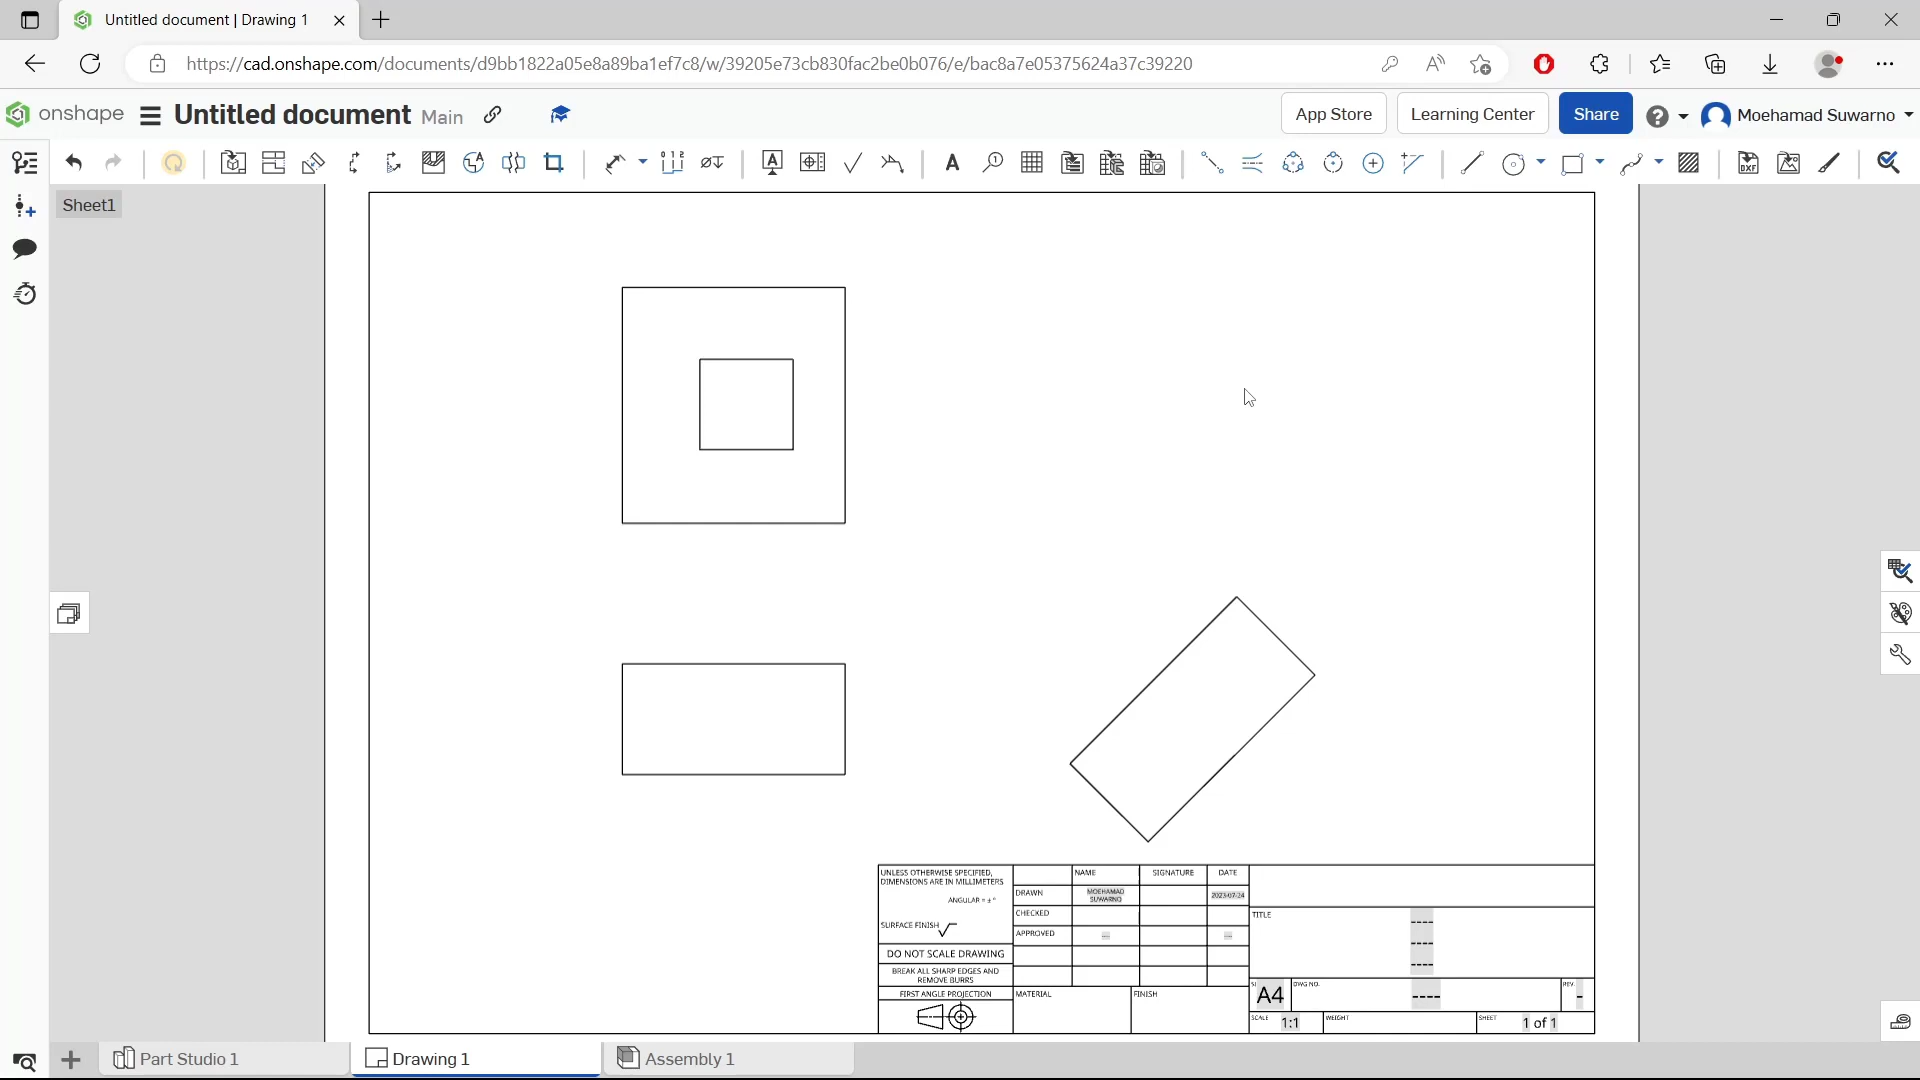 Untitled document | Drawing 1
https://cad.onshape.com/documents/d9bb1822a05e8a89ba1ef7c8/w/39205e73cb830fac2be0b076/e/bac8a7e05375624a37c39220
onshape
Untitled document Main
App Store
Learning Center
Share
Moehamad Suwarno
Sheet1
UNLESS OTHERWISE SPECIFIED,
DIMENSIONS ARE IN MILLIMETERS
ANGULAR = ± °
SURFACE FINISH
DO NOT SCALE DRAWING
BREAK ALL SHARP EDGES AND
REMOVE BURRS
FIRST ANGLE PROJECTION
NAME
SIGNATURE
DATE
DRAWN
MOEHAMAD
SUWARNO
2023-07-24
CHECKED
APPROVED
MATERIAL
FINISH
TITLE
----
----
----
A4
DWG NO.
----
REV.
-
SCALE
1:1
WEIGHT
SHEET
1 of 1
Part Studio 1
Drawing 1
Assembly 1